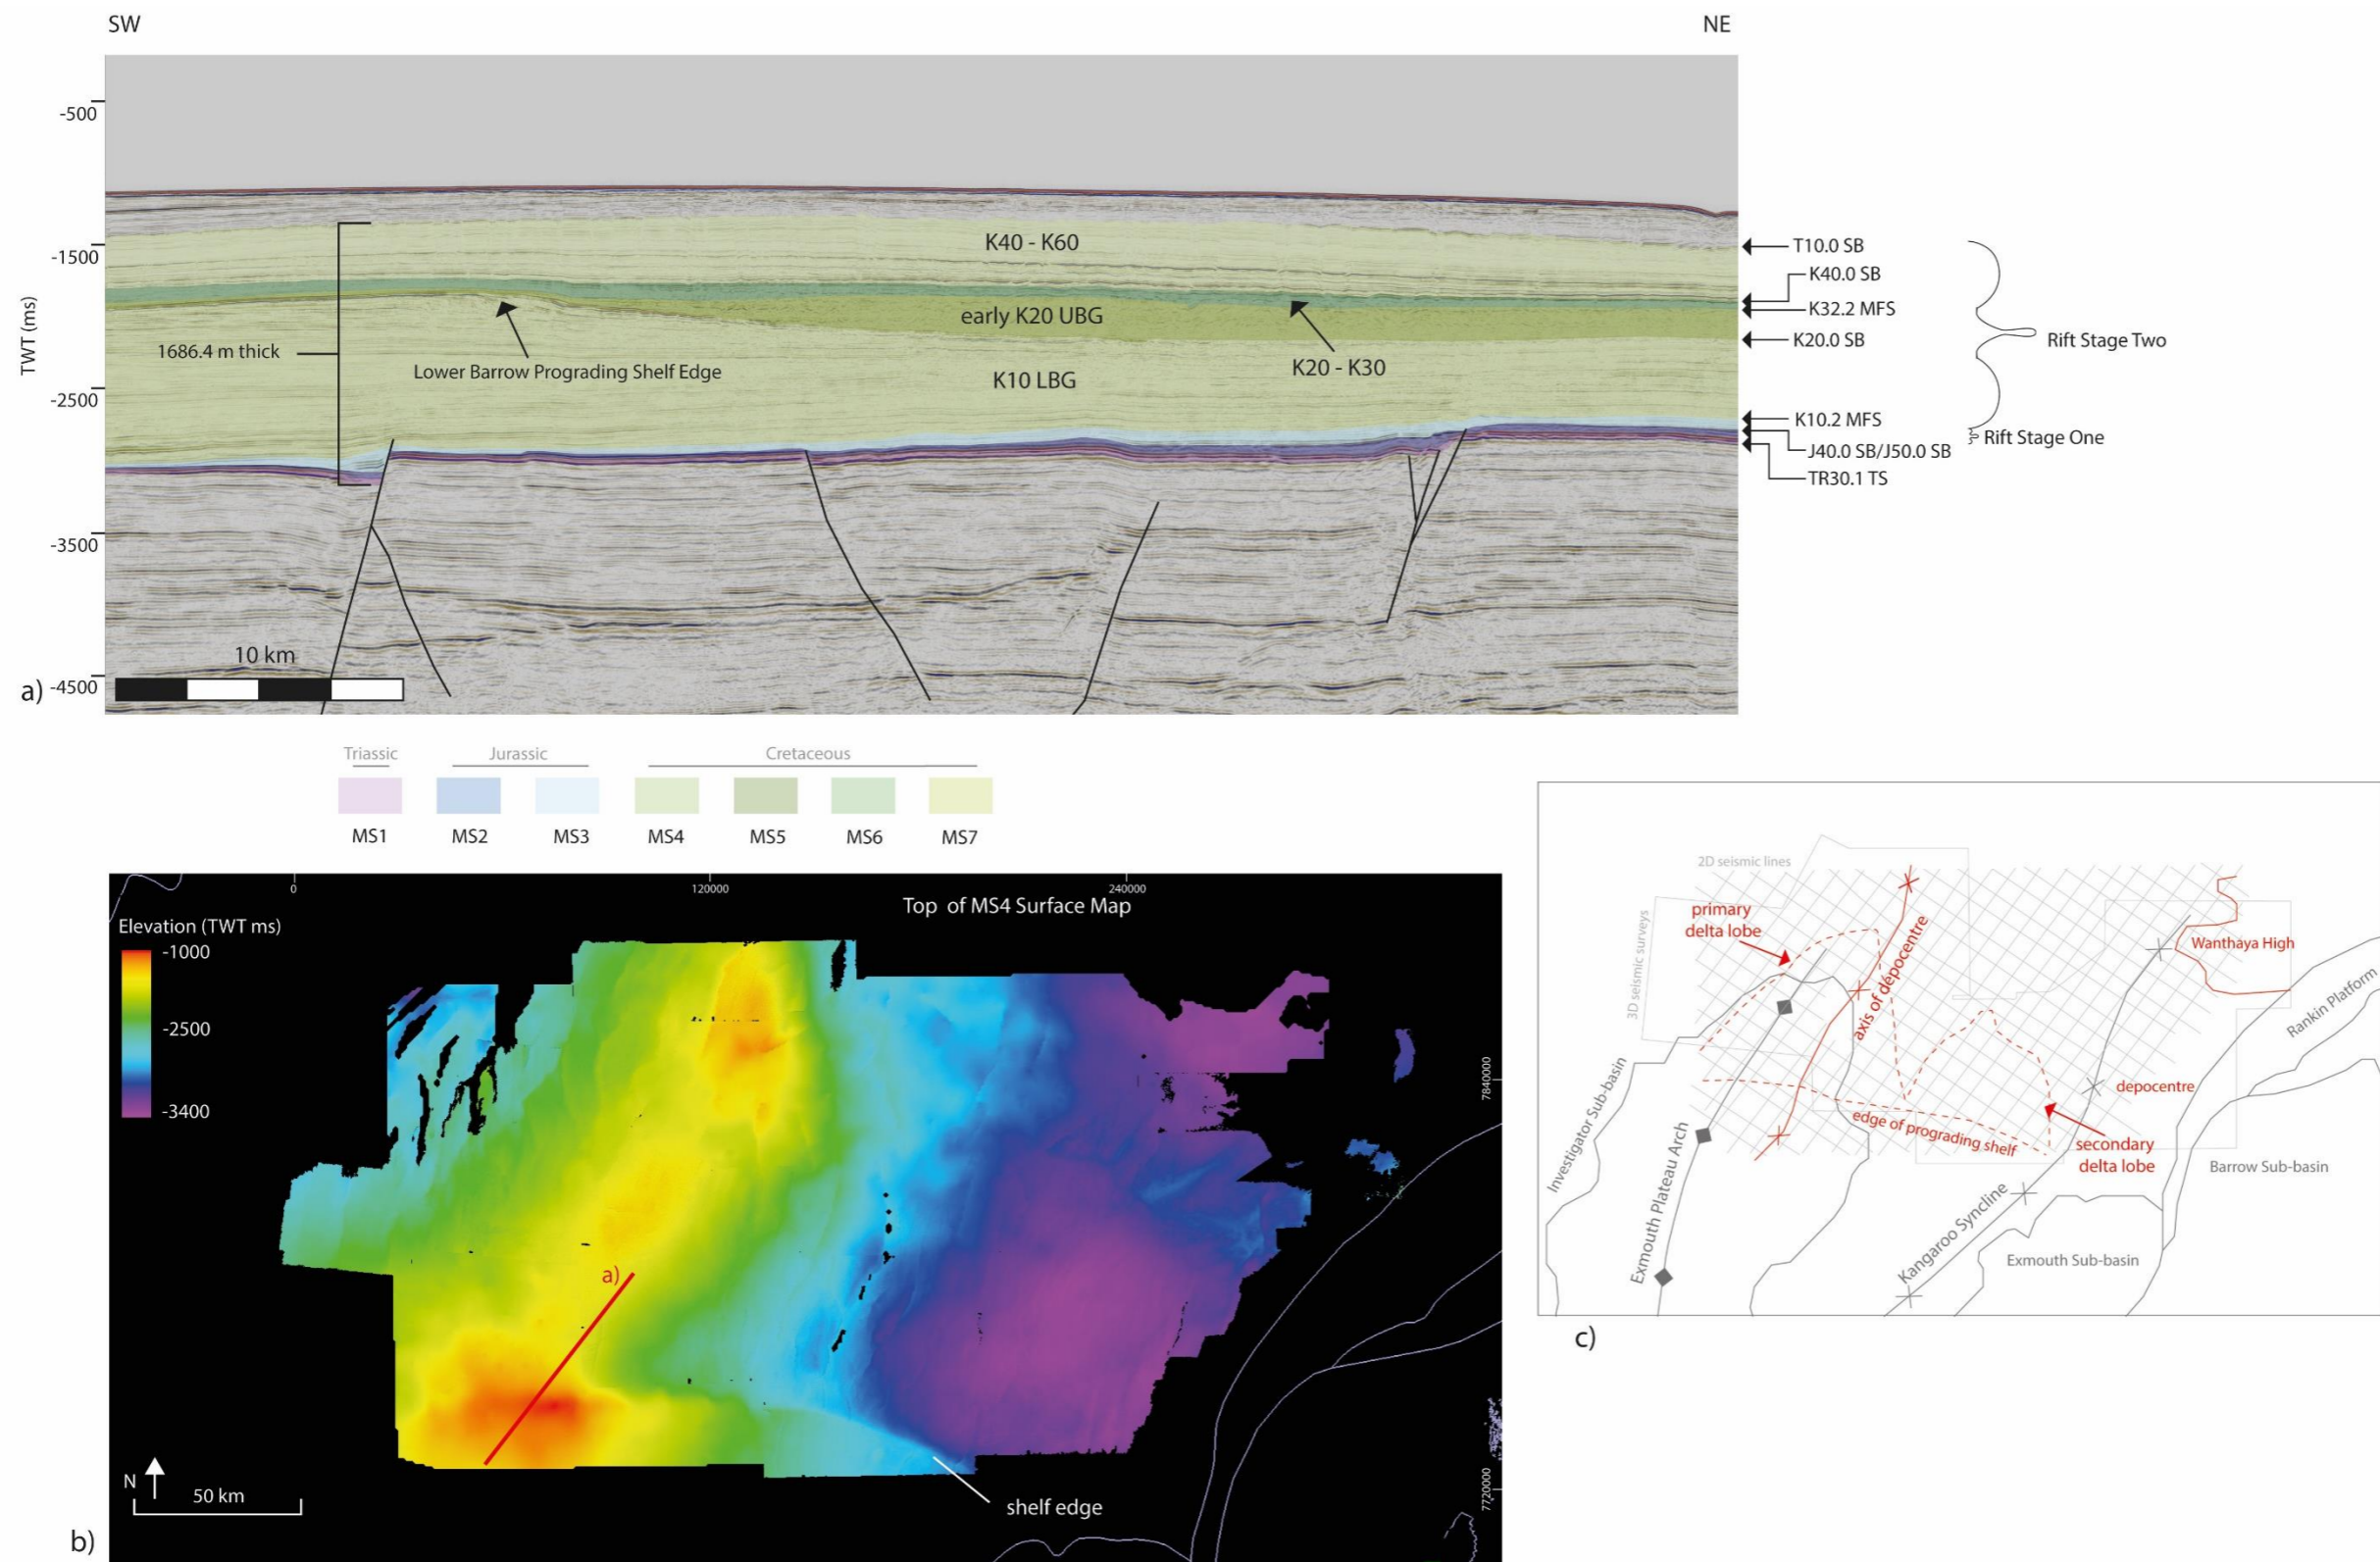 SW
NE
-500
-1500
-2500
-3500
-4500
TWT (ms)
K40 - K60
early K20 UBG
1686.4 m thick
Lower Barrow Prograding Shelf Edge
K20 - K30
K10 LBG
10 km
a)
T10.0 SB
K40.0 SB
K32.2 MFS
K20.0 SB
Rift Stage Two
K10.2 MFS
Rift Stage One
J40.0 SB/J50.0 SB
TR30.1 TS
Triassic
Jurassic
Cretaceous
MS1
MS2
MS3
MS4
MS5
MS6
MS7
0
120000
240000
Top of MS4 Surface Map
Elevation (TWT ms)
-1000
-2500
-3400
7840000
7720000
a)
N
50 km
shelf edge
b)
2D seismic lines
3D seismic surveys
primary
delta lobe
axis of depocentre
Wanthaya High
Rankin Platform
Investigator Sub-basin
depocentre
edge of prograding shelf
secondary
delta lobe
Barrow Sub-basin
Exmouth Plateau Arch
Kangaroo Syncline
Exmouth Sub-basin
c)